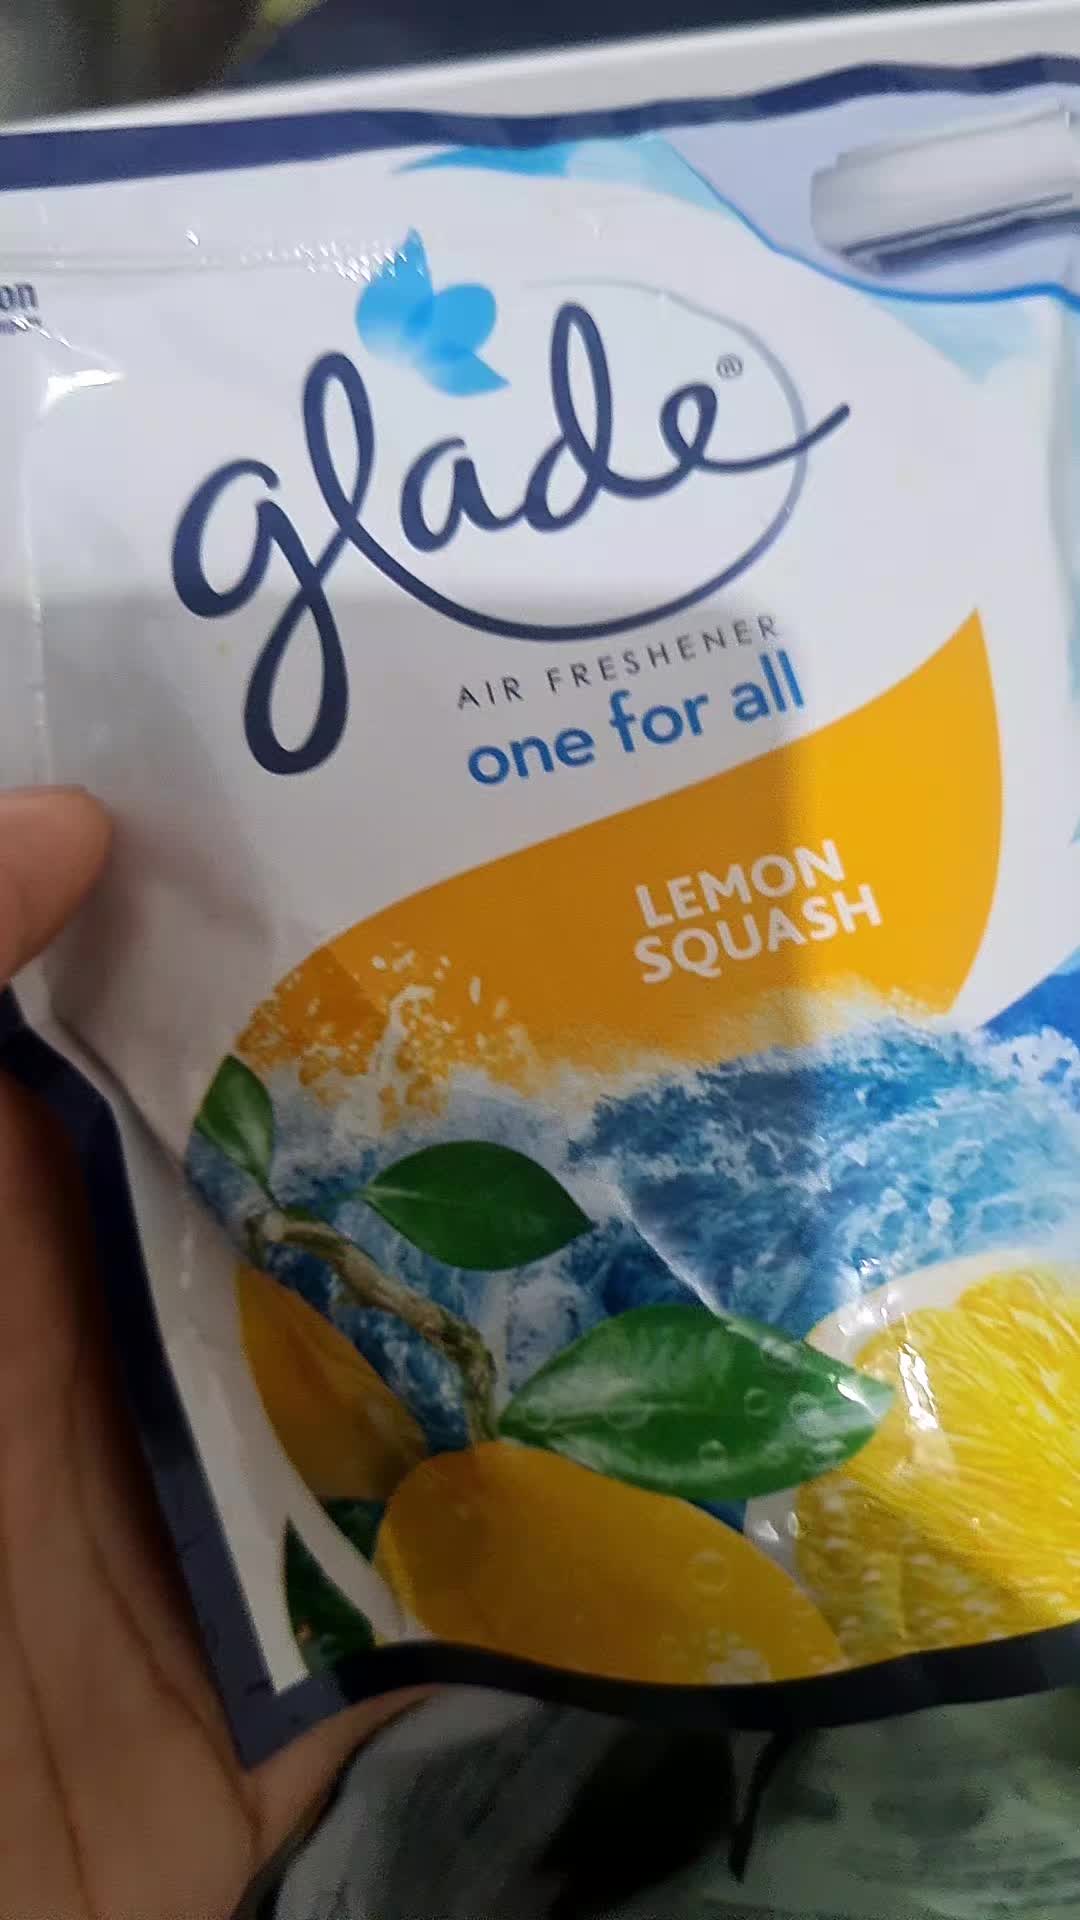 glade®
AIR FRESHENER
one for all
LEMON
SQUASH